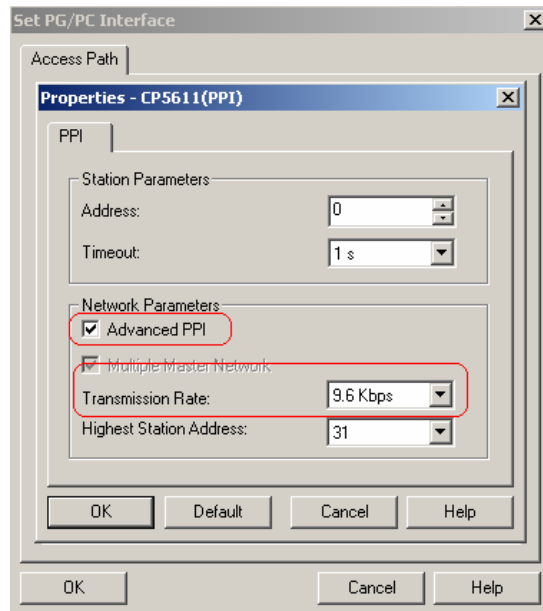 Set PG/PC Interface
Access Path
Properties - CP5611(PPI)
PPI
Station Parameters
Address: 0
Timeout: 1 s
Network Parameters
Advanced PPI
Multiple Master Network
Transmission Rate: 9.6 Kbps
Highest Station Address: 31
OK Default Cancel Help
OK Cancel Help